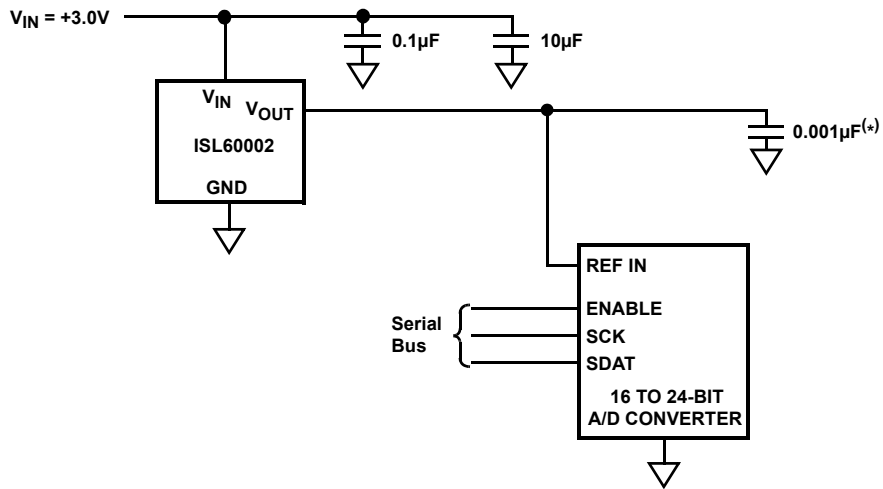 VIN = +3.0V
0.1µF
10µF
VIN
VOUT
ISL60002
GND
0.001µF(*)
REF IN
ENABLE
Serial
Bus
SCK
SDAT
16 TO 24-BIT
A/D CONVERTER